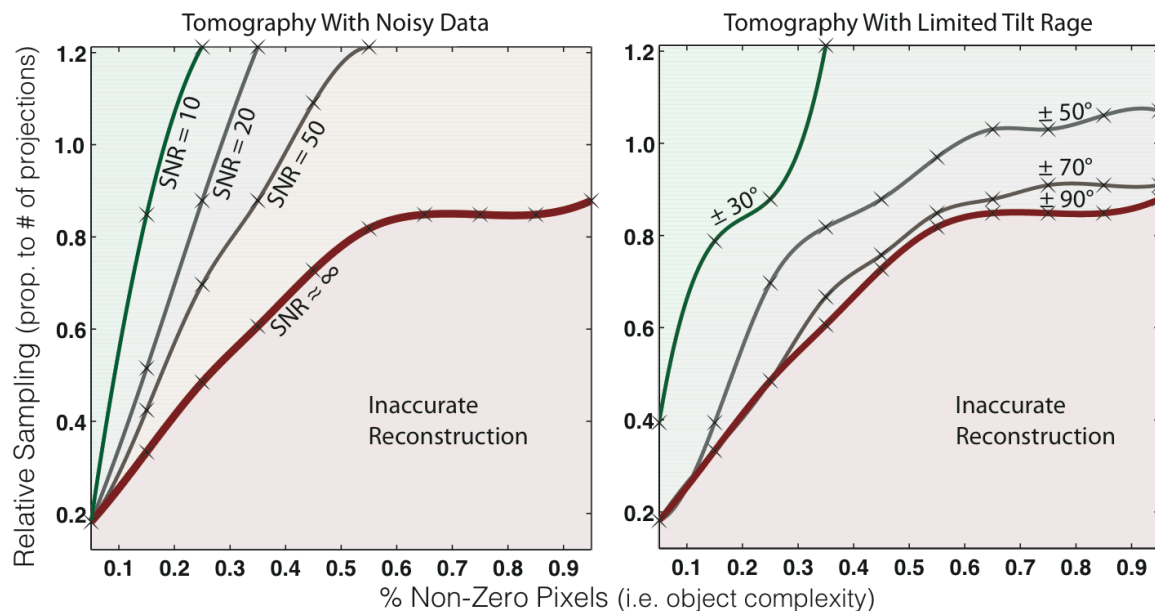 Tomography With Noisy Data
Tomography With Limited Tilt Rage
Relative Sampling (prop. to # of projections)
1.2
1.0
0.8
0.6
0.4
0.2
SNR = 10
SNR = 20
SNR = 50
SNR ≈ ∞
Inaccurate
Reconstruction
0.1 0.2 0.3 0.4 0.5 0.6 0.7 0.8 0.9
1.2
1.0
0.8
0.6
0.4
0.2
± 30°
± 50°
± 70°
± 90°
Inaccurate
Reconstruction
0.1 0.2 0.3 0.4 0.5 0.6 0.7 0.8 0.9
% Non-Zero Pixels (i.e. object complexity)